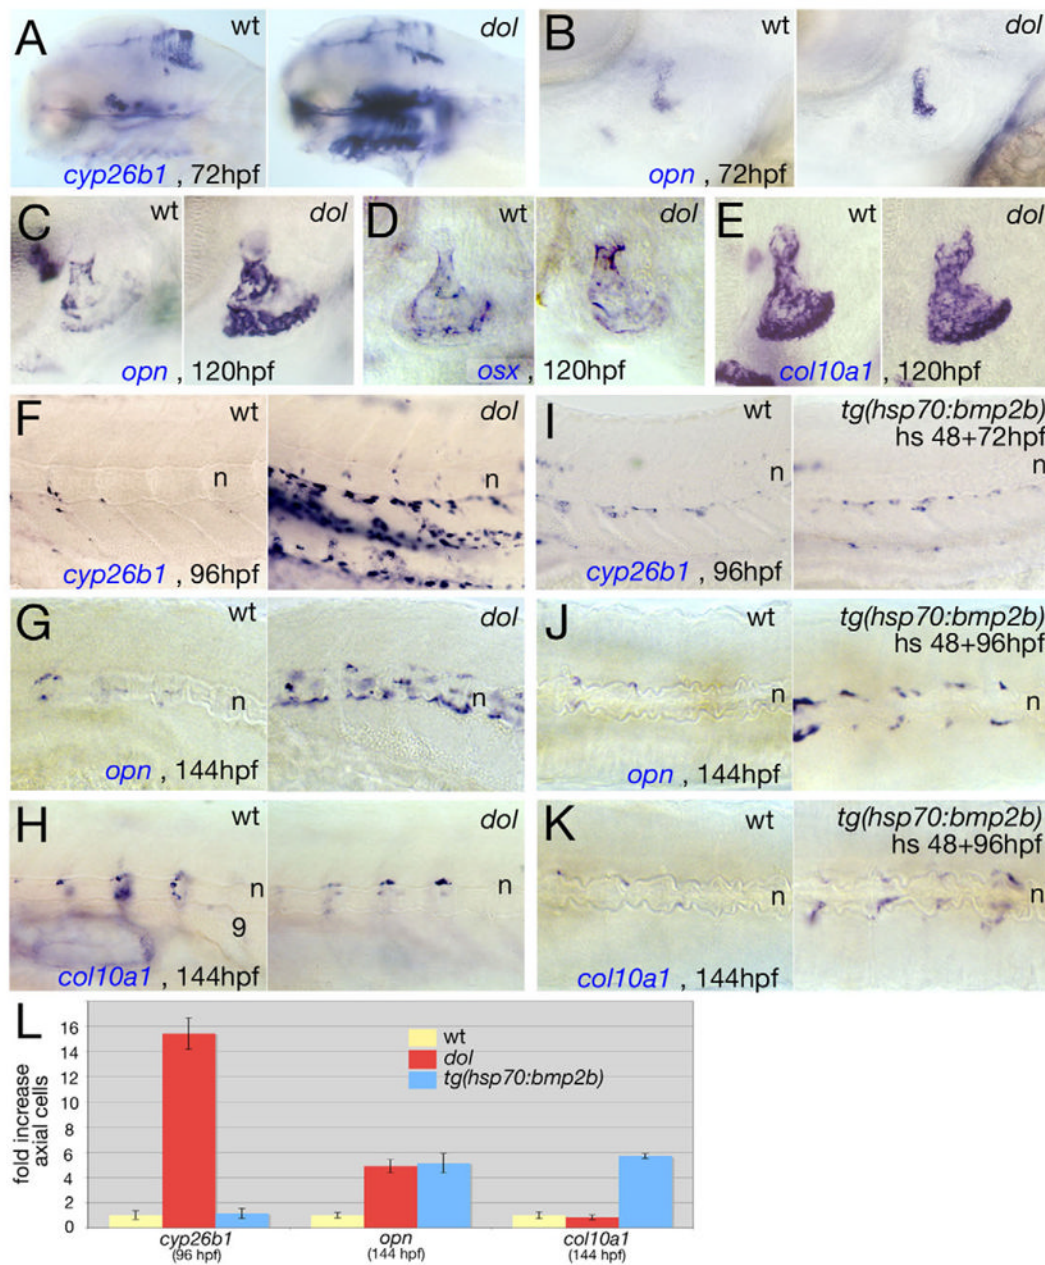 A
wt
dol
cyp26b1 , 72hpf
B
wt
dol
opn , 72hpf
C
wt
dol
opn , 120hpf
D
wt
dol
osx , 120hpf
E
wt
dol
col10a1 , 120hpf
F
wt
dol
n
n
cyp26b1 , 96hpf
I
wt
tg(hsp70:bmp2b)
hs 48+72hpf
n
n
cyp26b1 , 96hpf
G
wt
dol
n
n
opn , 144hpf
J
wt
tg(hsp70:bmp2b)
hs 48+96hpf
n
n
opn , 144hpf
H
wt
dol
n
n
9
col10a1 , 144hpf
K
wt
tg(hsp70:bmp2b)
hs 48+96hpf
n
n
col10a1 , 144hpf
L
fold increase
axial cells
16
14
12
10
8
6
4
2
0
wt
dol
tg(hsp70:bmp2b)
cyp26b1
(96 hpf)
opn
(144 hpf)
col10a1
(144 hpf)